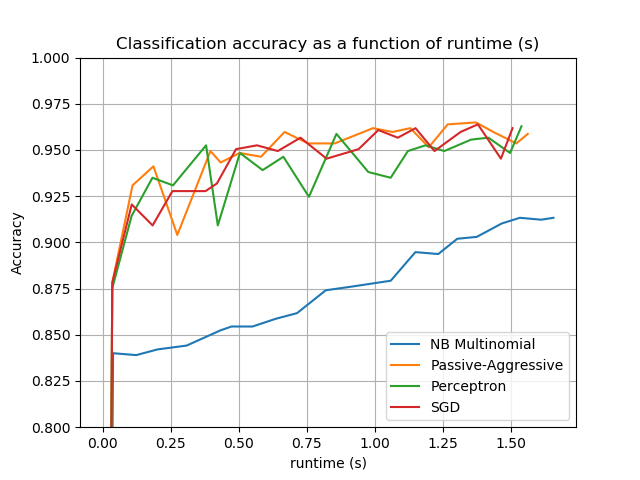 Classification accuracy as a function of runtime (s)
1.000
0.975
0.950
0.925
0.900
0.875
0.850
0.825
0.800
Accuracy
NB Multinomial
Passive-Aggressive
Perceptron
SGD
0.00 0.25 0.50 0.75 1.00 1.25 1.50
runtime (s)